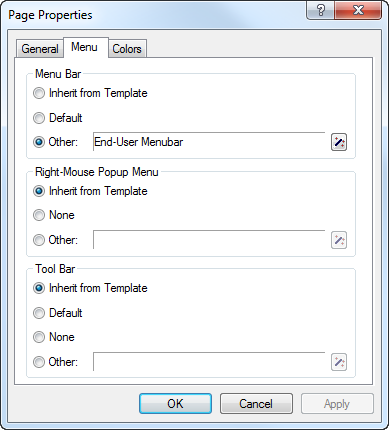 Page Properties
General Menu Colors
Menu Bar
Inherit from Template
Default
Other: End-User Menubar
Right-Mouse Popup Menu
Inherit from Template
None
Other:
Tool Bar
Inherit from Template
Default
None
Other:
OK Cancel Apply